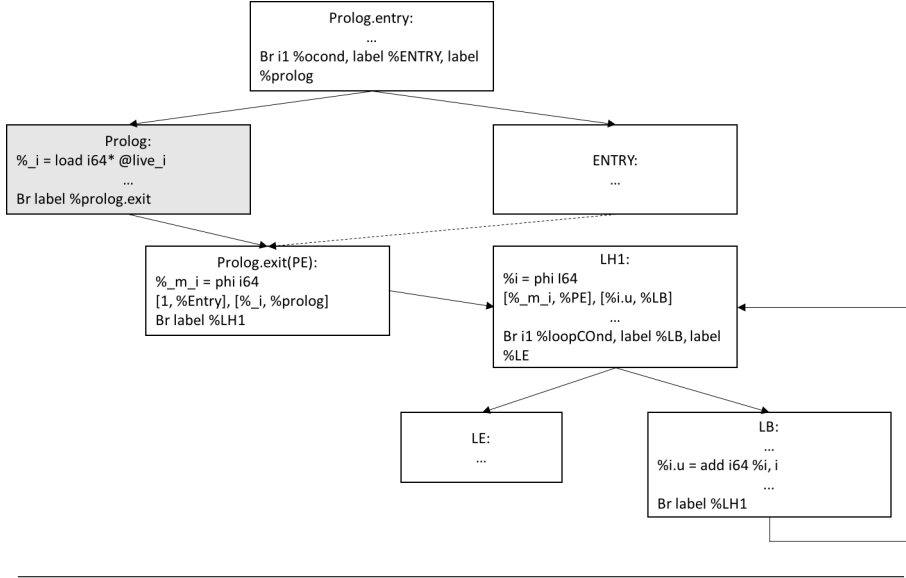 Prolog.entry:
...
Br i1 %ocond, label %ENTRY, label
%prolog
Prolog:
%_i = load i64* @live_i
...
Br label %prolog.exit
ENTRY:
...
Prolog.exit(PE):
%_m_i = phi i64
[1, %Entry], [%_i, %prolog]
Br label %LH1
LH1:
%i = phi I64
[%_m_i, %PE], [%i.u, %LB]
...
Br i1 %loopCOnd, label %LB, label
%LE
LE:
...
LB:
...
%i.u = add i64 %i, i
...
Br label %LH1